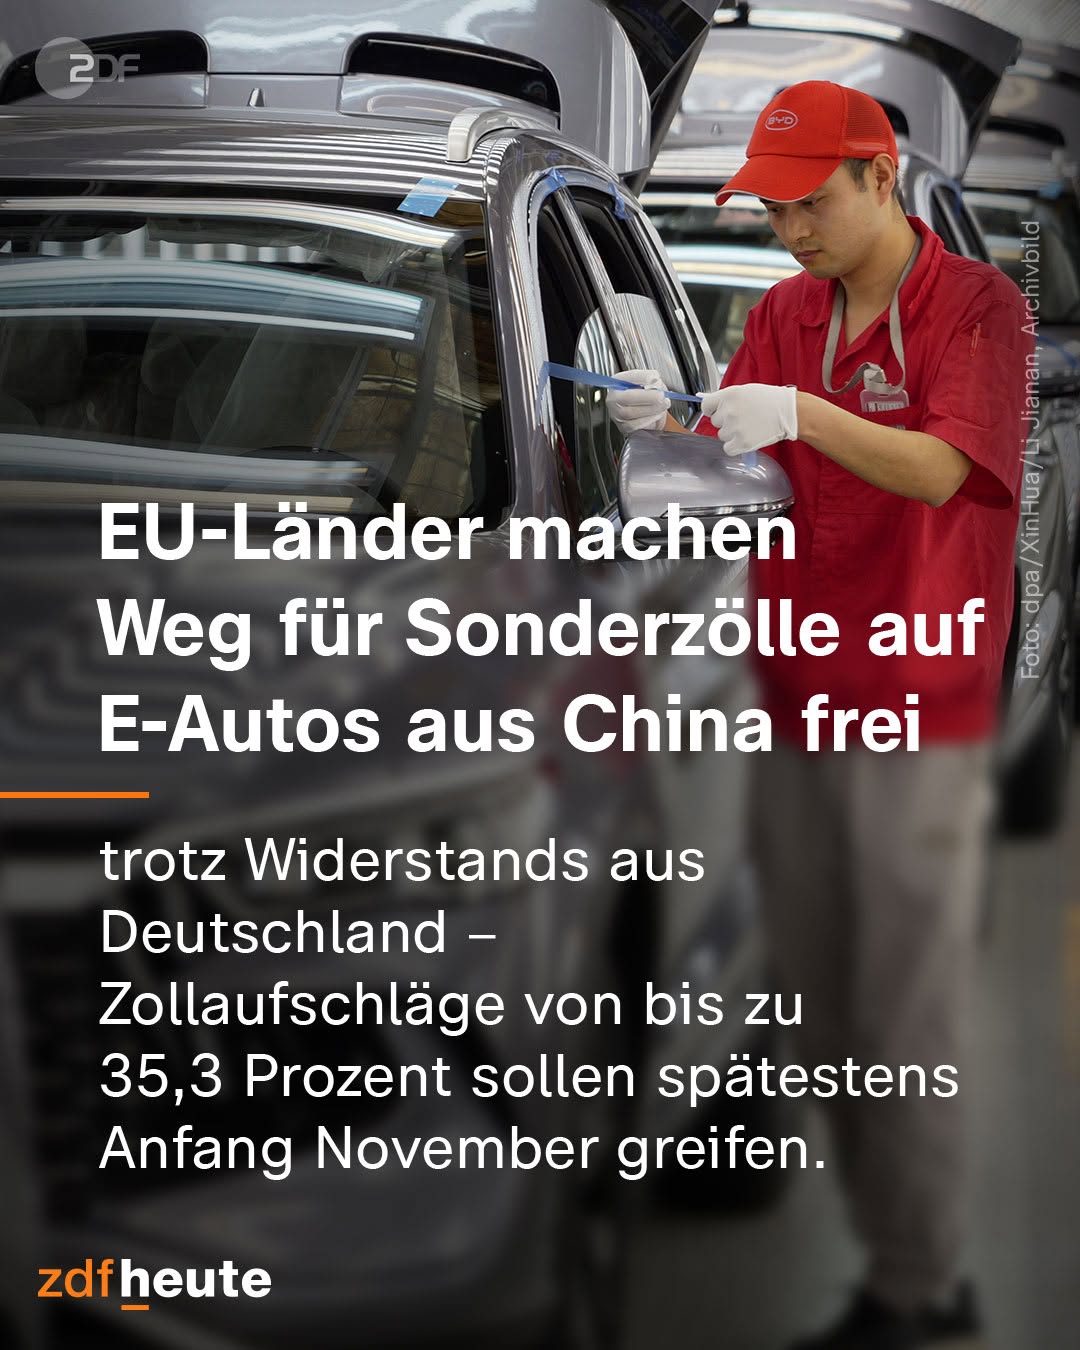 ZDF
BYD
Foto: dpa/XinHua/Li Jianan, Archivbild
EU-Länder machen
Weg für Sonderzölle auf
E-Autos aus China frei
trotz Widerstands aus
Deutschland –
Zollaufschläge von bis zu
35,3 Prozent sollen spätestens
Anfang November greifen.
zdfheute